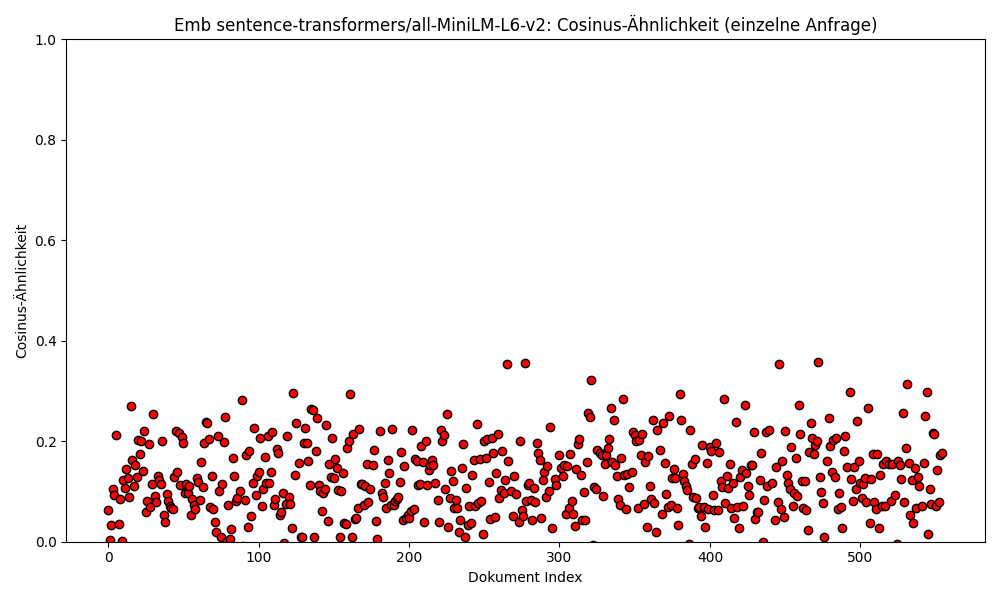 Emb sentence-transformers/all-MiniLM-L6-v2: Cosinus-Ähnlichkeit (einzelne Anfrage)
1.0
0.8
0.6
0.4
0.2
0.0
Cosinus-Ähnlichkeit
0 100 200 300 400 500
Dokument Index